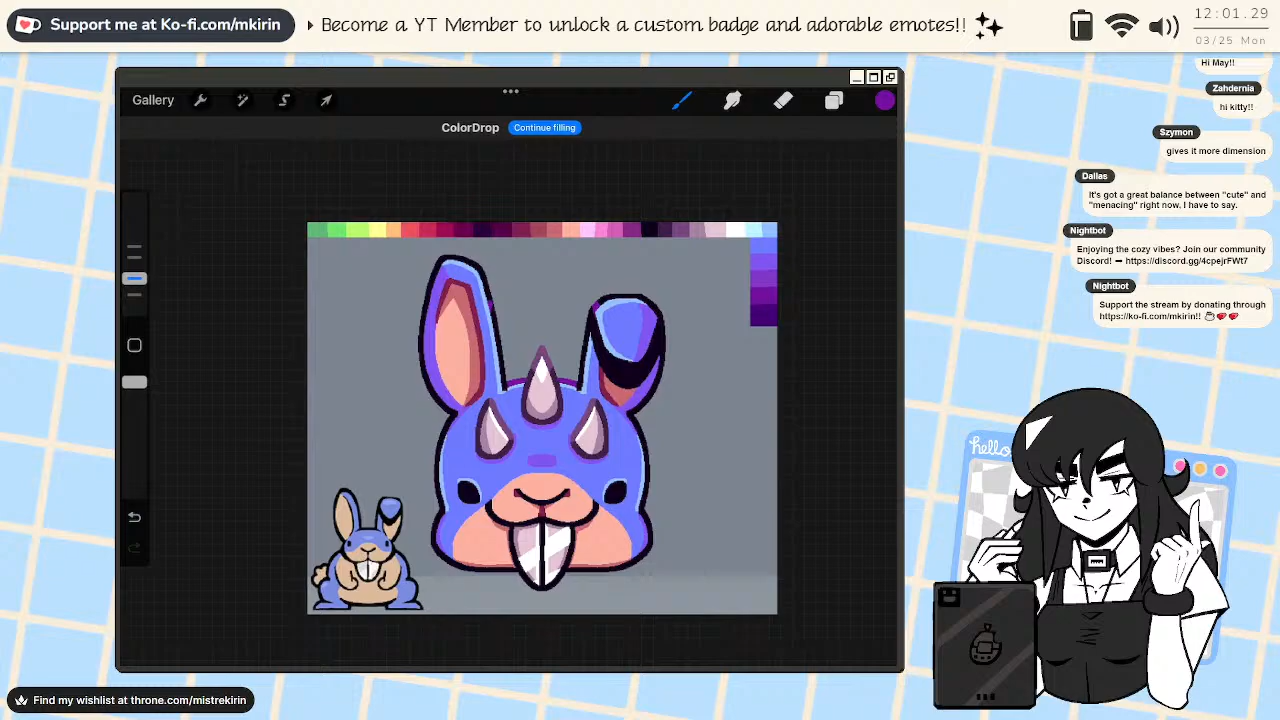 Support me at Ko-fi.com/mkirin
Become a YT Member to unlock a custom badge and adorable emotes!!
12:01.29
03/25 Mon
Gallery
ColorDrop
Continue filling
Hi May!!
Zahdernia
hi kitty!!
Szymon
gives it more dimension
Dallas
It's got a great balance between "cute" and
"menacing" right now, I have to say.
Nightbot
Enjoying the cozy vibes? Join our community
Discord! ➡ https://discord.gg/4cpejrFWt7
Nightbot
Support the stream by donating through
https://ko-fi.com/mkirin!! 🍜💝💝
hello
Find my wishlist at throne.com/mistrekirin